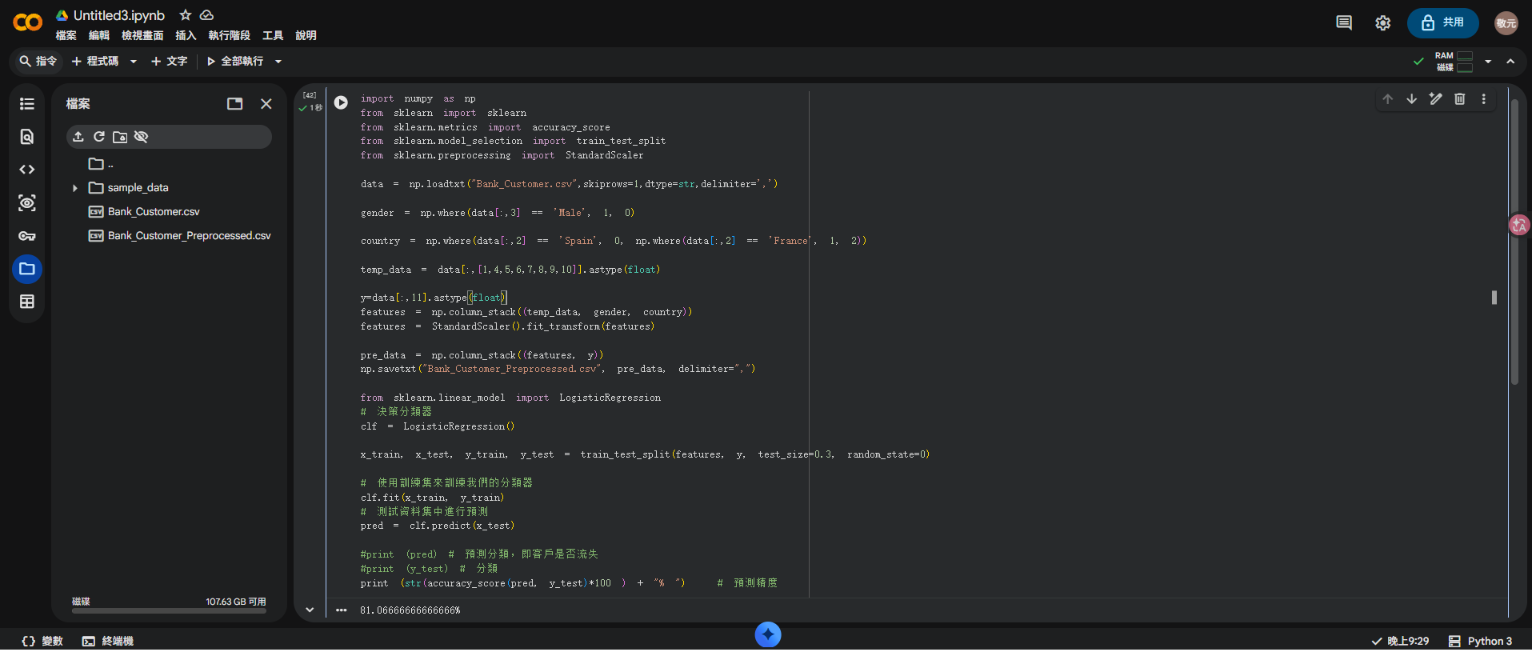 CO Untitled3.ipynb
檔案 編輯 檢視畫面 插入 執行階段 工具 說明
共用
敬元
指令 + 程式碼 + 文字 全部執行
RAM
磁碟
檔案
..
sample_data
Bank_Customer.csv
Bank_Customer_Preprocessed.csv
磁碟 107.63 GB 可用
[42]
1 秒
import numpy as np
from sklearn import sklearn
from sklearn.metrics import accuracy_score
from sklearn.model_selection import train_test_split
from sklearn.preprocessing import StandardScaler
data = np.loadtxt("Bank_Customer.csv",skiprows=1,dtype=str,delimiter=',')
gender = np.where(data[:,3] == 'Male', 1, 0)
country = np.where(data[:,2] == 'Spain', 0, np.where(data[:,2] == 'France', 1, 2))
temp_data = data[:,[1,4,5,6,7,8,9,10]].astype(float)
y=data[:,11].astype(float)
features = np.column_stack((temp_data, gender, country))
features = StandardScaler().fit_transform(features)
pre_data = np.column_stack((features, y))
np.savetxt("Bank_Customer_Preprocessed.csv", pre_data, delimiter=",")
from sklearn.linear_model import LogisticRegression
# 決策分類器
clf = LogisticRegression()
x_train, x_test, y_train, y_test = train_test_split(features, y, test_size=0.3, random_state=0)
# 使用訓練集來訓練我們的分類器
clf.fit(x_train, y_train)
# 測試資料集中進行預測
pred = clf.predict(x_test)
#print (pred) # 預測分類，即客戶是否流失
#print (y_test) # 分類
print (str(accuracy_score(pred, y_test)*100 ) + "% ") # 預測精度
81.06666666666666%
變數 終端機
晚上9:29 Python 3